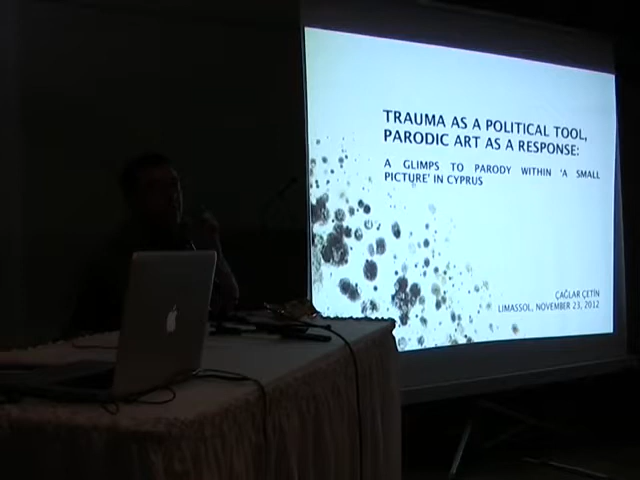 TRAUMA AS A POLITICAL TOOL,
PARODIC ART AS A RESPONSE:
A GLIMPS TO PARODY WITHIN 'A SMALL
PICTURE' IN CYPRUS
ÇAĞLAR ÇETİN
LIMASSOL, NOVEMBER 23, 2012